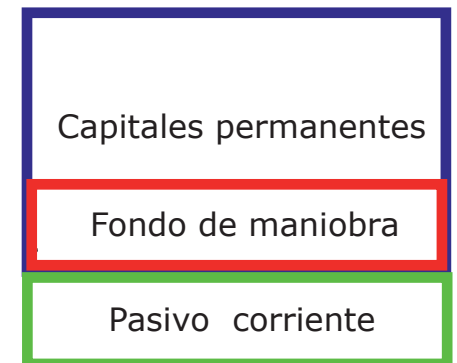 Capitales permanentes
Fondo de maniobra
Pasivo corriente